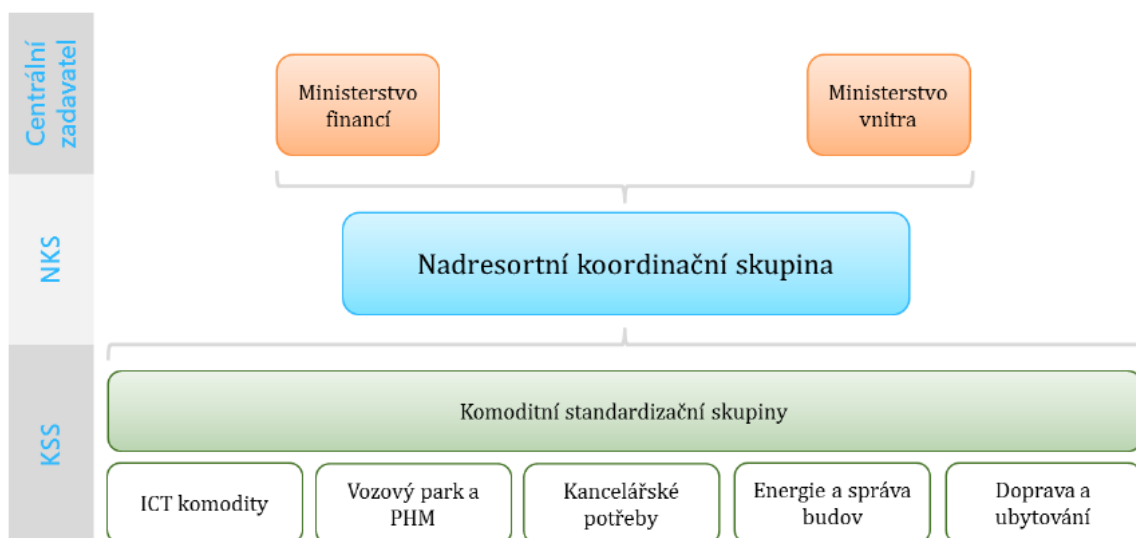 Centrální
zadavatel
Ministerstvo
financí
Ministerstvo
vnitra
NKS
Nadresortní koordinační skupina
KSS
Komoditní standardizační skupiny
ICT komodity
Vozový park a
PHM
Kancelářské
potřeby
Energie a správa
budov
Doprava a
ubytování